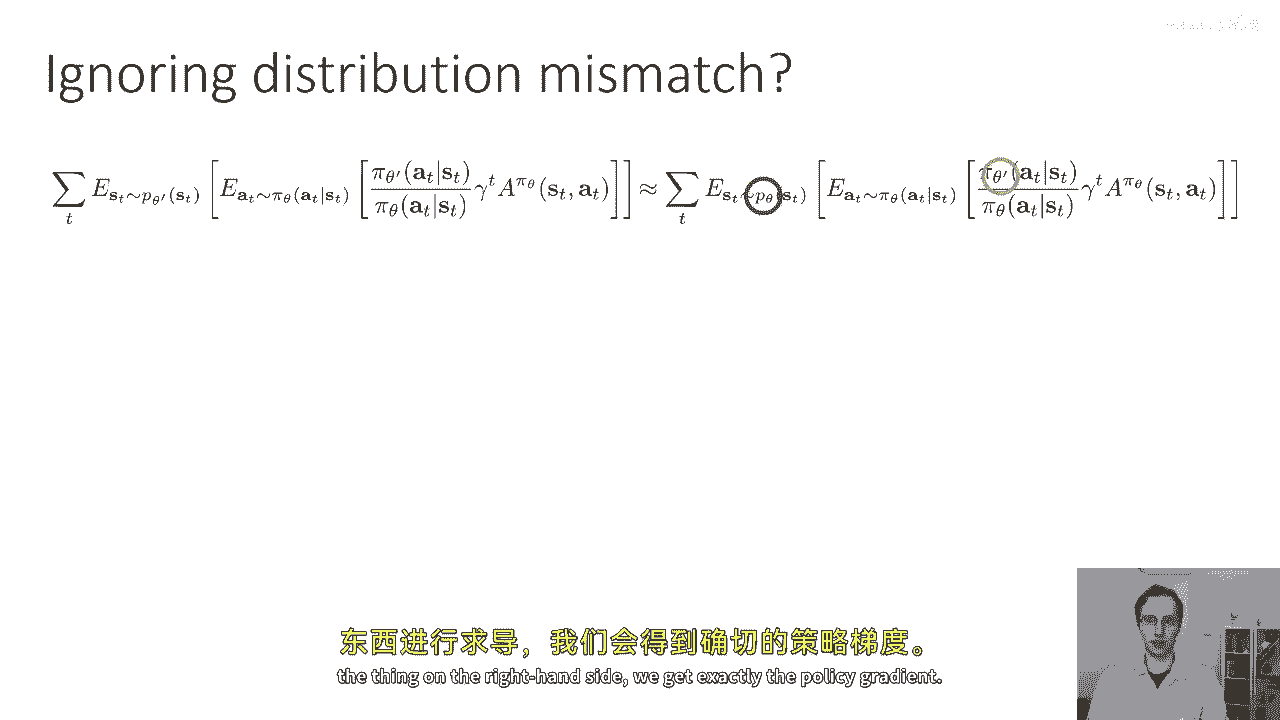 Ignoring distribution mismatch?
$\sum_t E_{\mathbf{s}_t \sim p_{\theta'}(\mathbf{s}_t)} \left[ E_{\mathbf{a}_t \sim \pi_\theta(\mathbf{a}_t|\mathbf{s}_t)} \left[ \frac{\pi_{\theta'}(\mathbf{a}_t|\mathbf{s}_t)}{\pi_\theta(\mathbf{a}_t|\mathbf{s}_t)} \gamma^t A^{\pi_\theta}(\mathbf{s}_t, \mathbf{a}_t) \right] \right] \approx \sum_t E_{\mathbf{s}_t \sim p_\theta(\mathbf{s}_t)} \left[ E_{\mathbf{a}_t \sim \pi_\theta(\mathbf{a}_t|\mathbf{s}_t)} \left[ \frac{\pi_{\theta'}(\mathbf{a}_t|\mathbf{s}_t)}{\pi_\theta(\mathbf{a}_t|\mathbf{s}_t)} \gamma^t A^{\pi_\theta}(\mathbf{s}_t, \mathbf{a}_t) \right] \right]$
东西进行求导，我们会得到确切的策略梯度。
the thing on the right-hand side, we get exactly the policy gradient.